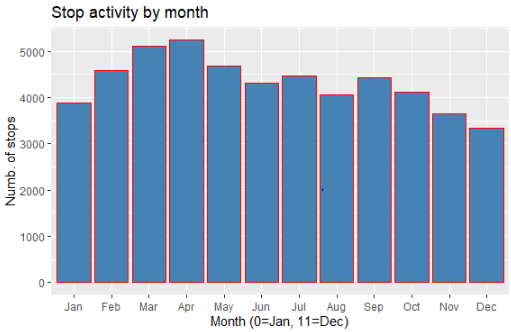 Stop activity by month
Numb. of stops
5000
4000
3000
2000
1000
0
Jan Feb Mar Apr May Jun Jul Aug Sep Oct Nov Dec
Month (0=Jan, 11=Dec)